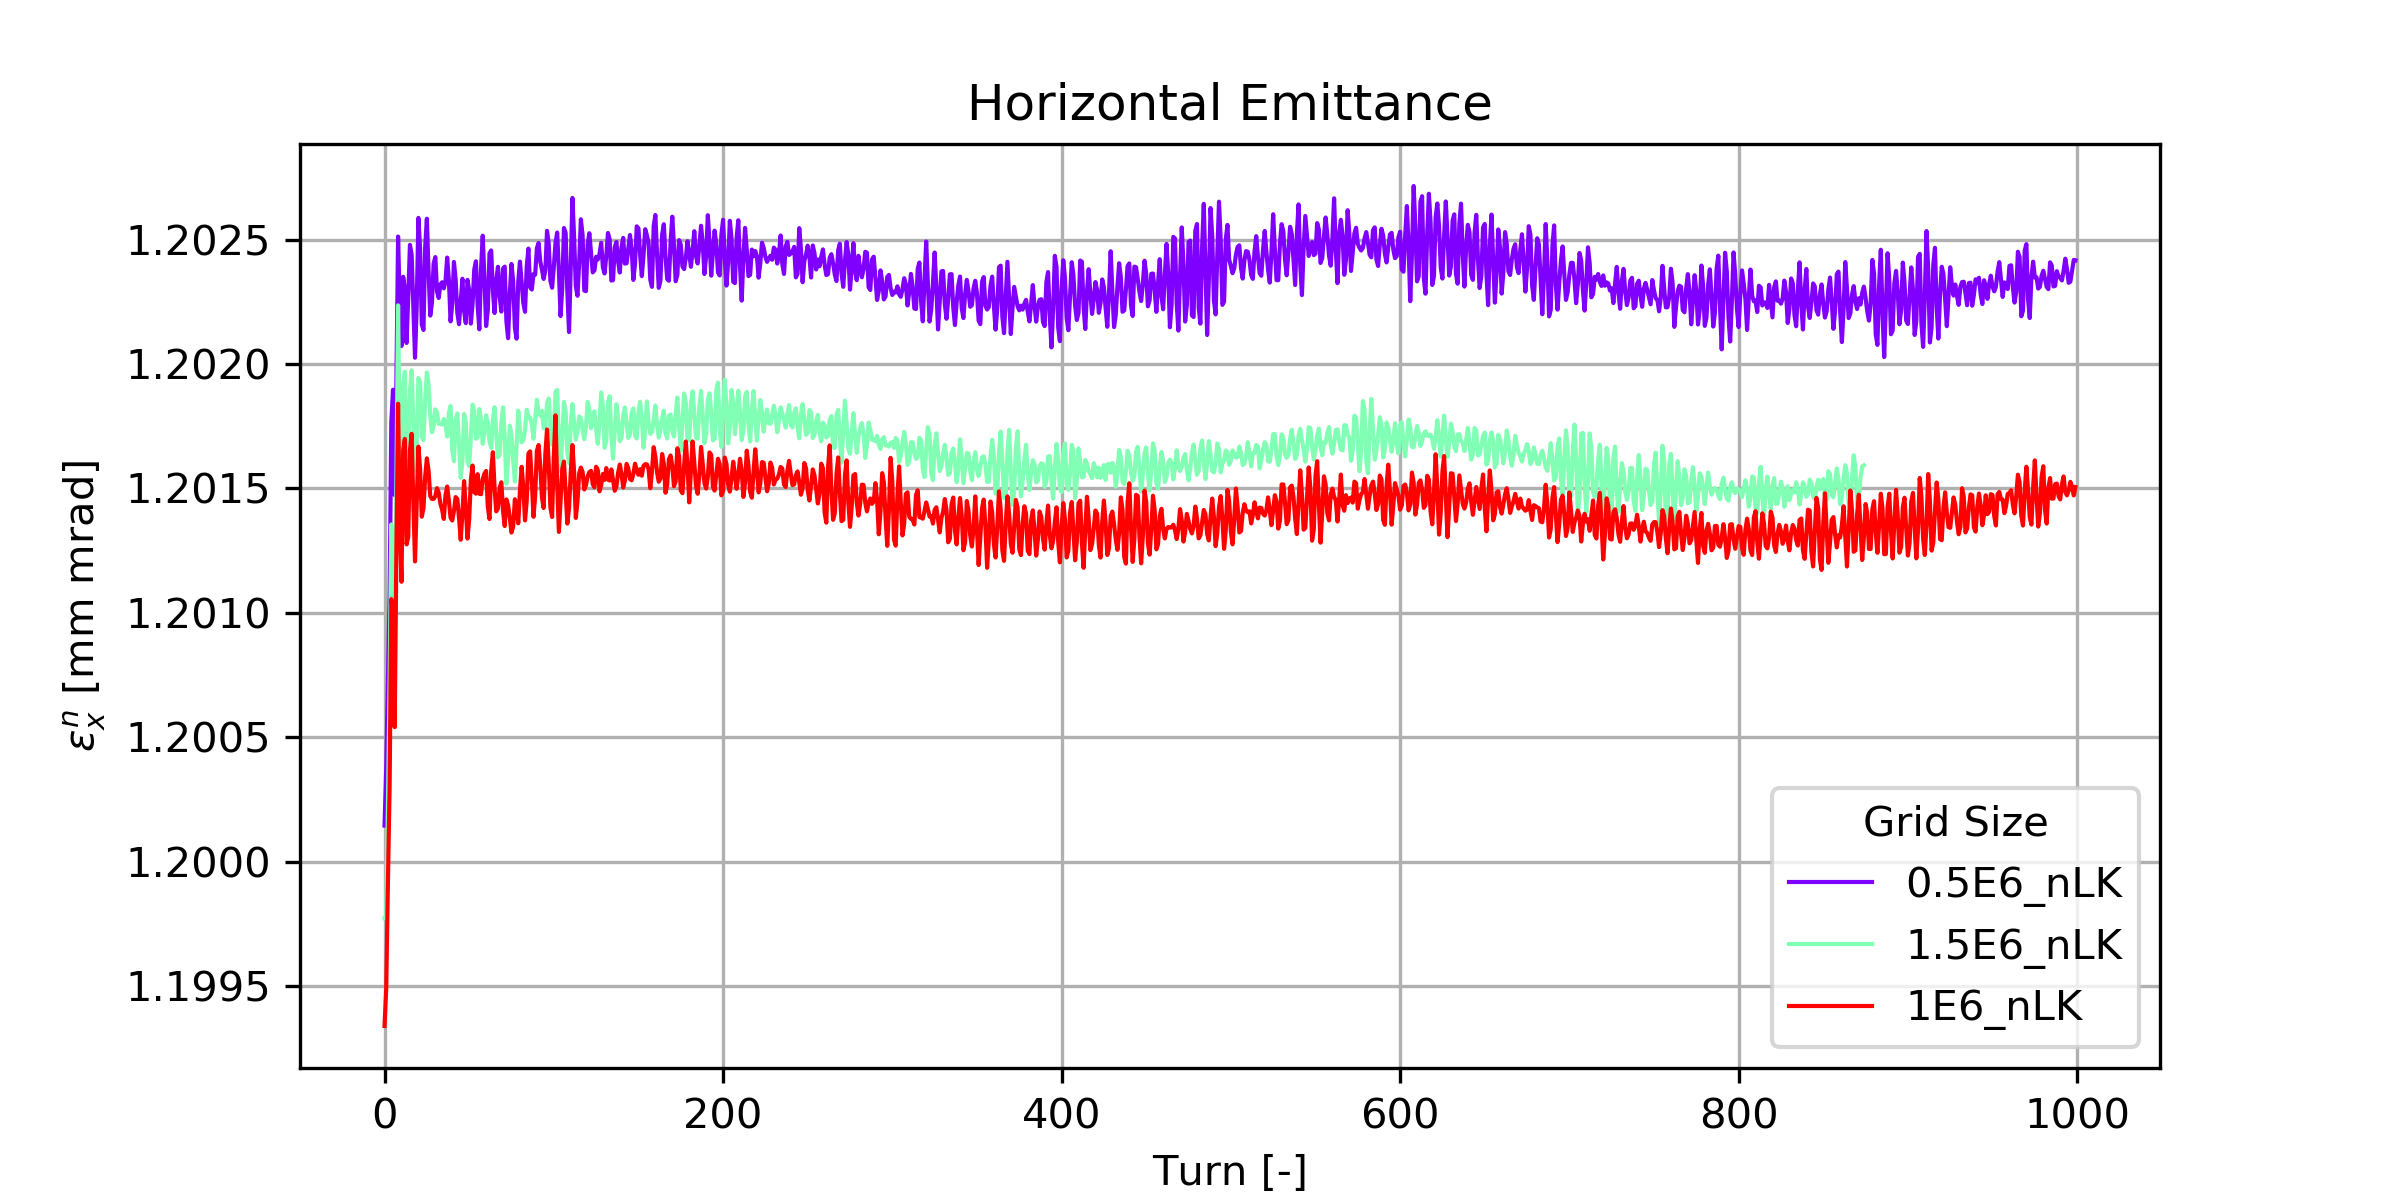 Horizontal Emittance
1.2025
1.2020
1.2015
1.2010
1.2005
1.2000
1.1995
ε_x^n [mm mrad]
Grid Size
0.5E6_nLK
1.5E6_nLK
1E6_nLK
0 200 400 600 800 1000
Turn [-]